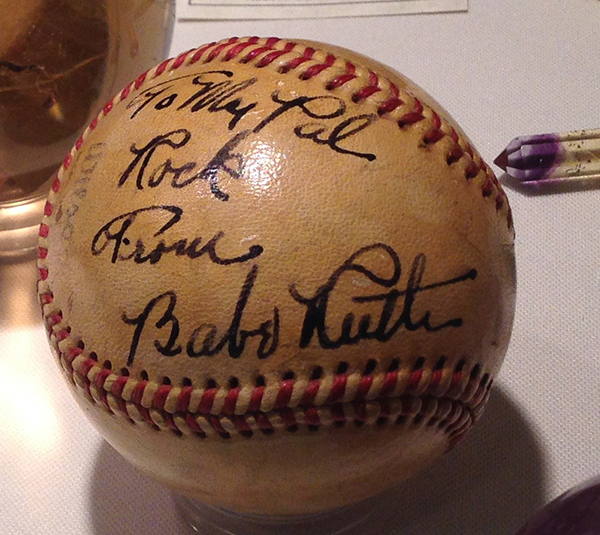 To My Pal
Rock
From
Babe Ruth